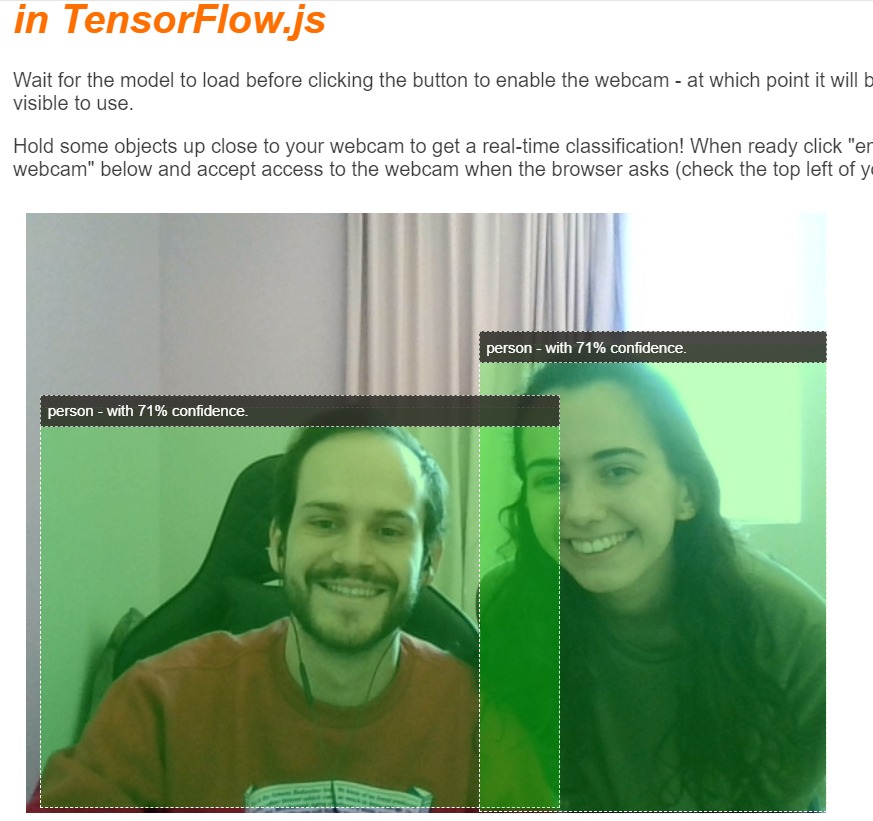 in TensorFlow.js
Wait for the model to load before clicking the button to enable the webcam - at which point it will b
visible to use.
Hold some objects up close to your webcam to get a real-time classification! When ready click "en
webcam" below and accept access to the webcam when the browser asks (check the top left of yo
person - with 71% confidence.
person - with 71% confidence.